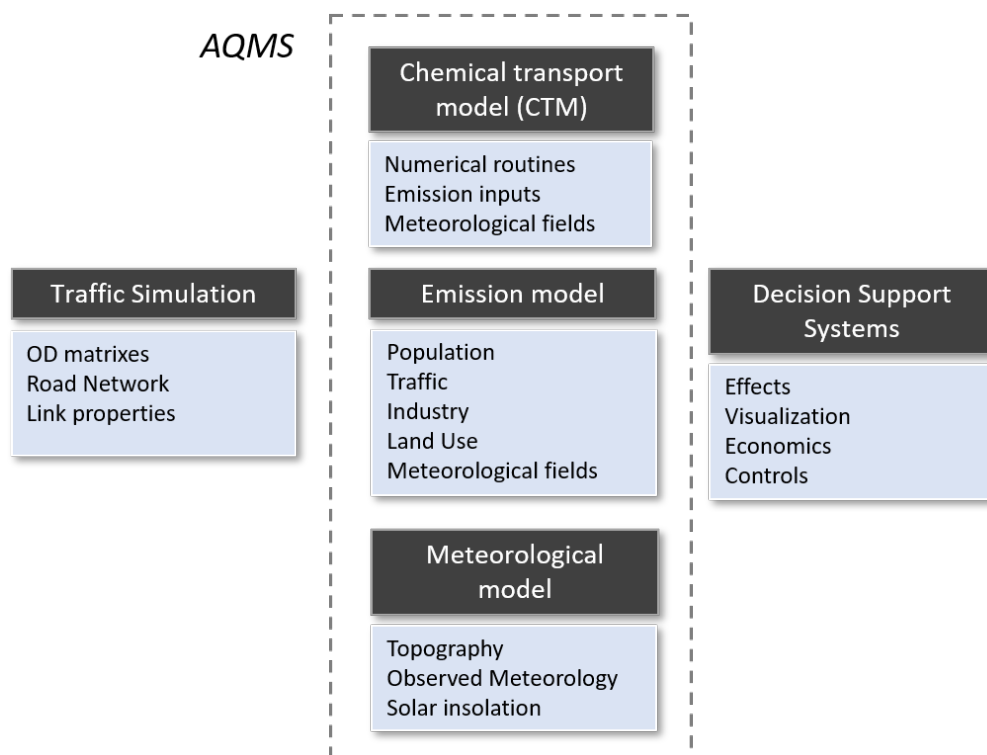 AQMS
Chemical transport
model (CTM)
Numerical routines
Emission inputs
Meteorological fields
Traffic Simulation
OD matrixes
Road Network
Link properties
Emission model
Population
Traffic
Industry
Land Use
Meteorological fields
Decision Support
Systems
Effects
Visualization
Economics
Controls
Meteorological
model
Topography
Observed Meteorology
Solar insolation